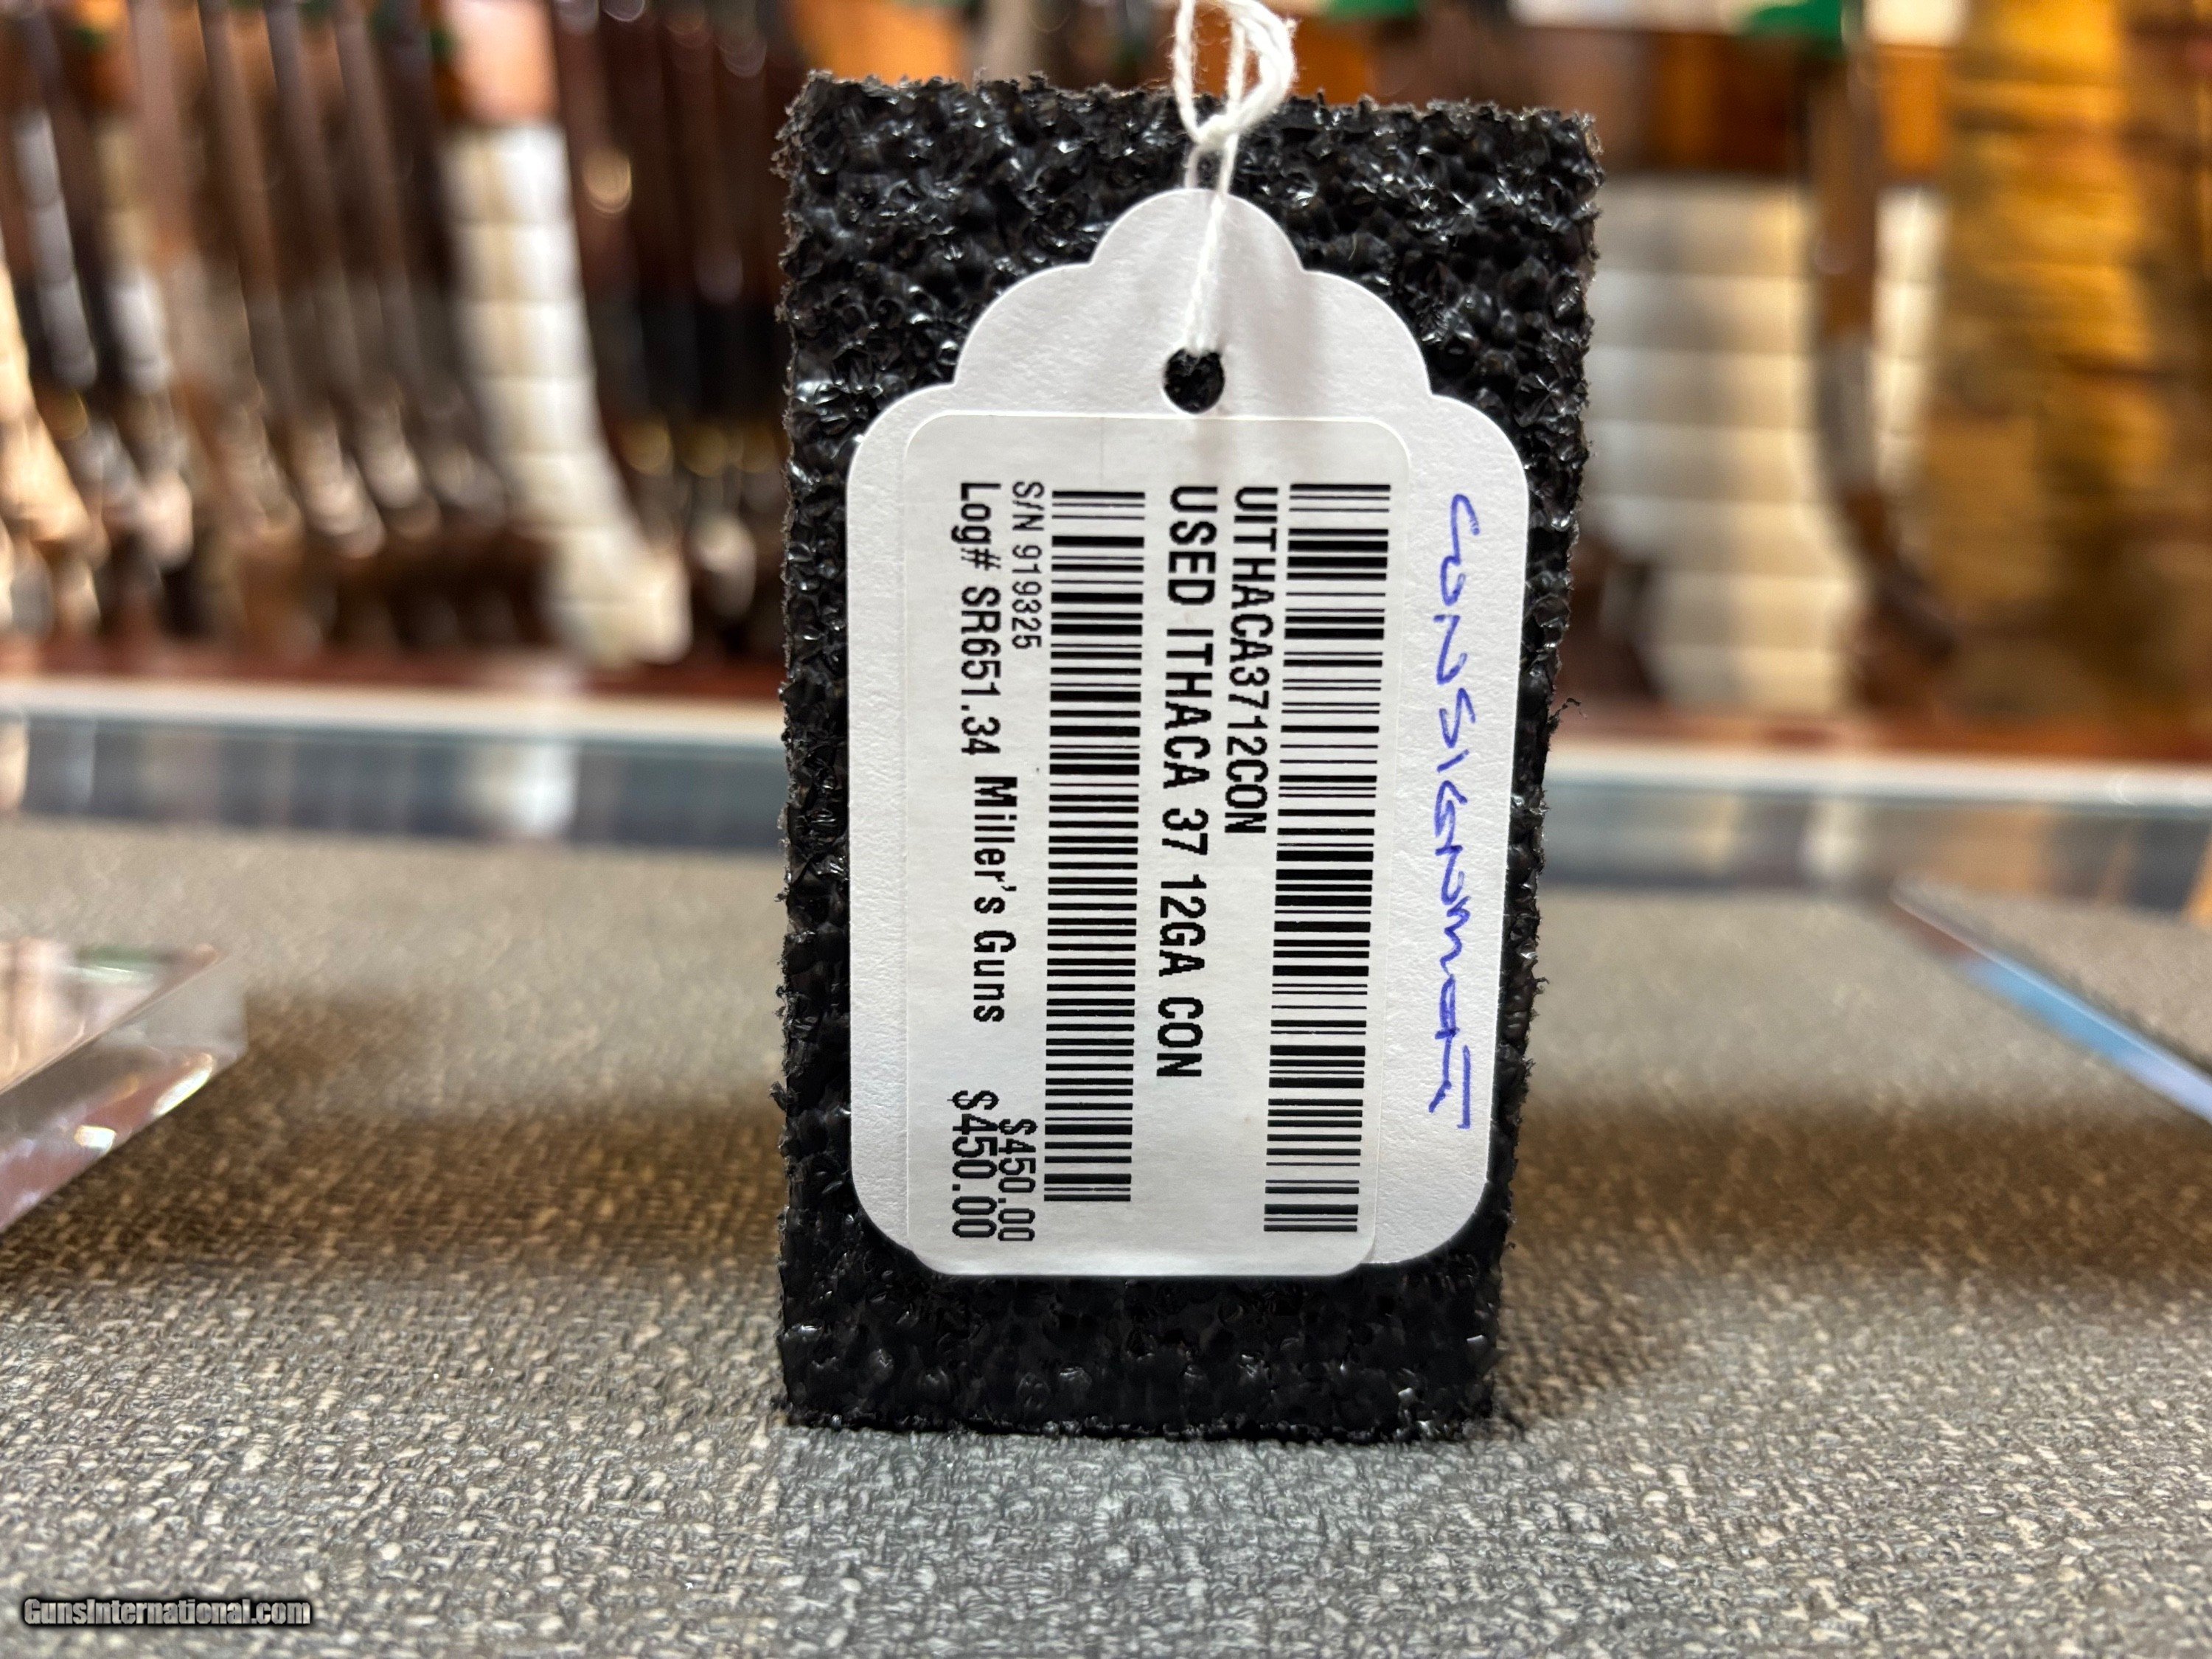 CONSIGNMENT
UITHACA3712CON
USED ITHACA 37 12GA CON
S/N 919325 $450.00
Log# SR651.34 Miller's Guns $450.00
GunsInternational.com